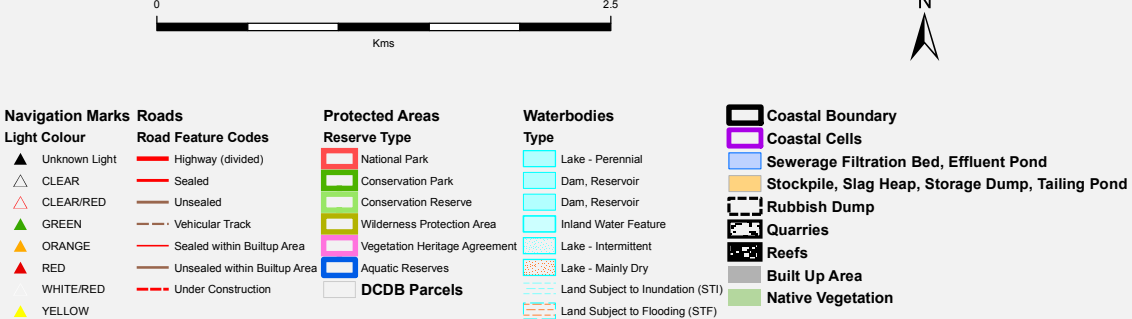 0
2.5
Kms
N
Navigation Marks
Light Colour
Unknown Light
CLEAR
CLEAR/RED
GREEN
ORANGE
RED
WHITE/RED
YELLOW
Roads
Road Feature Codes
Highway (divided)
Sealed
Unsealed
Vehicular Track
Sealed within Builtup Area
Unsealed within Builtup Area
Under Construction
Protected Areas
Reserve Type
National Park
Conservation Park
Conservation Reserve
Wilderness Protection Area
Vegetation Heritage Agreement
Aquatic Reserves
DCDB Parcels
Waterbodies
Type
Lake - Perennial
Dam, Reservoir
Dam, Reservoir
Inland Water Feature
Lake - Intermittent
Lake - Mainly Dry
Land Subject to Inundation (STI)
Land Subject to Flooding (STF)
Coastal Boundary
Coastal Cells
Sewerage Filtration Bed, Effluent Pond
Stockpile, Slag Heap, Storage Dump, Tailing Pond
Rubbish Dump
Quarries
Reefs
Built Up Area
Native Vegetation